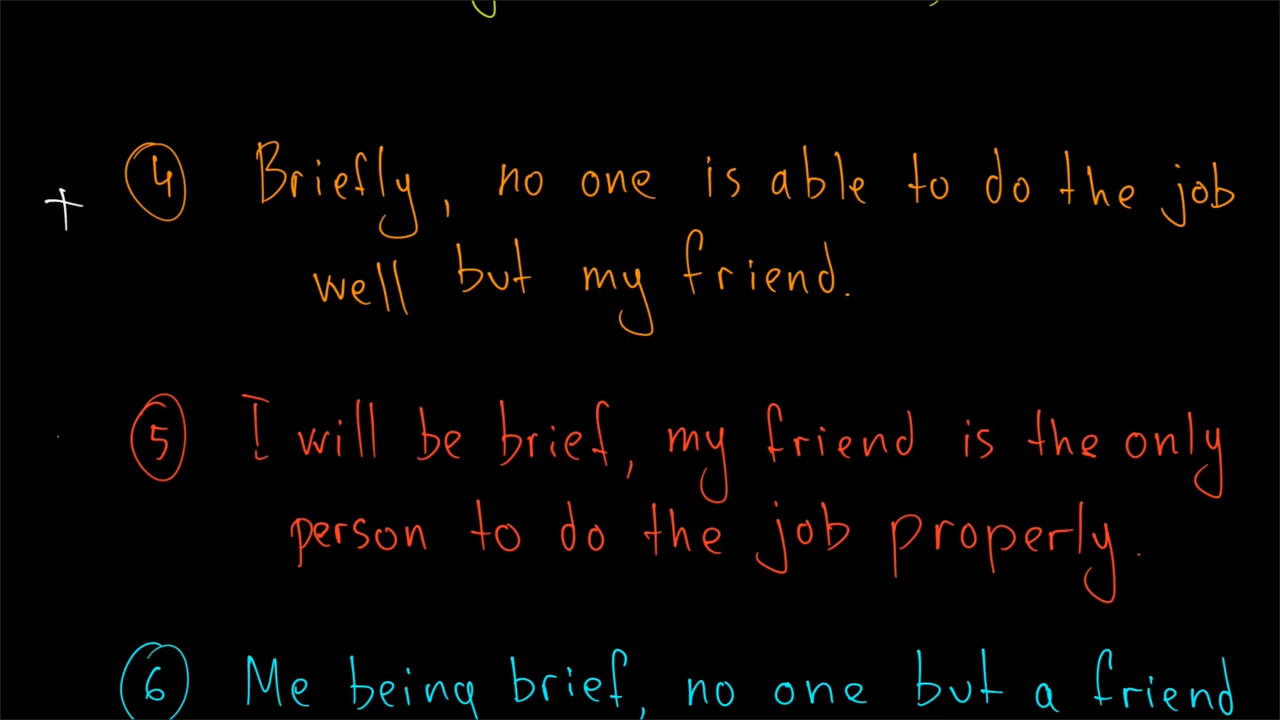 + ④ Briefly, no one is able to do the job
well but my friend.
⑤ I will be brief, my friend is the only
person to do the job properly.
⑥ Me being brief, no one but a friend